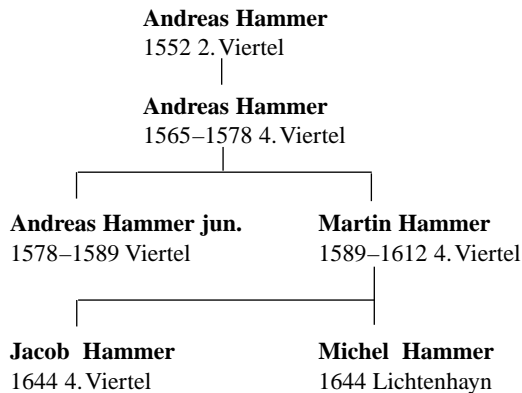 Andreas Hammer
1552 2. Viertel
Andreas Hammer
1565–1578 4. Viertel
Andreas Hammer jun.
1578–1589 Viertel
Martin Hammer
1589–1612 4. Viertel
Jacob Hammer
1644 4. Viertel
Michel Hammer
1644 Lichtenhayn